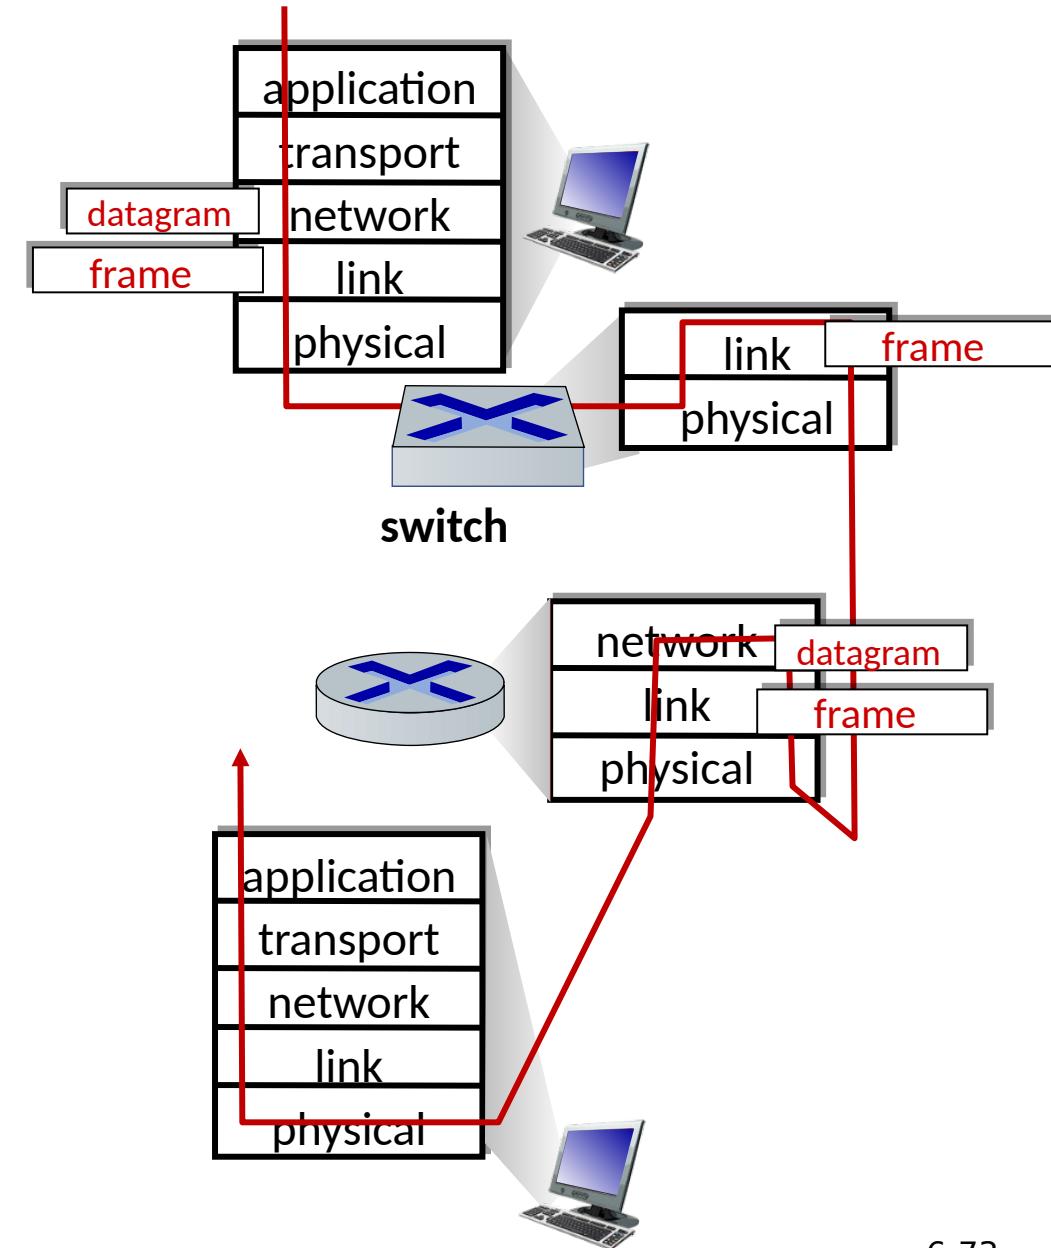 application
transport
datagram
network
frame
link
physical
link
frame
physical
switch
network
datagram
link
frame
physical
application
transport
network
link
physical